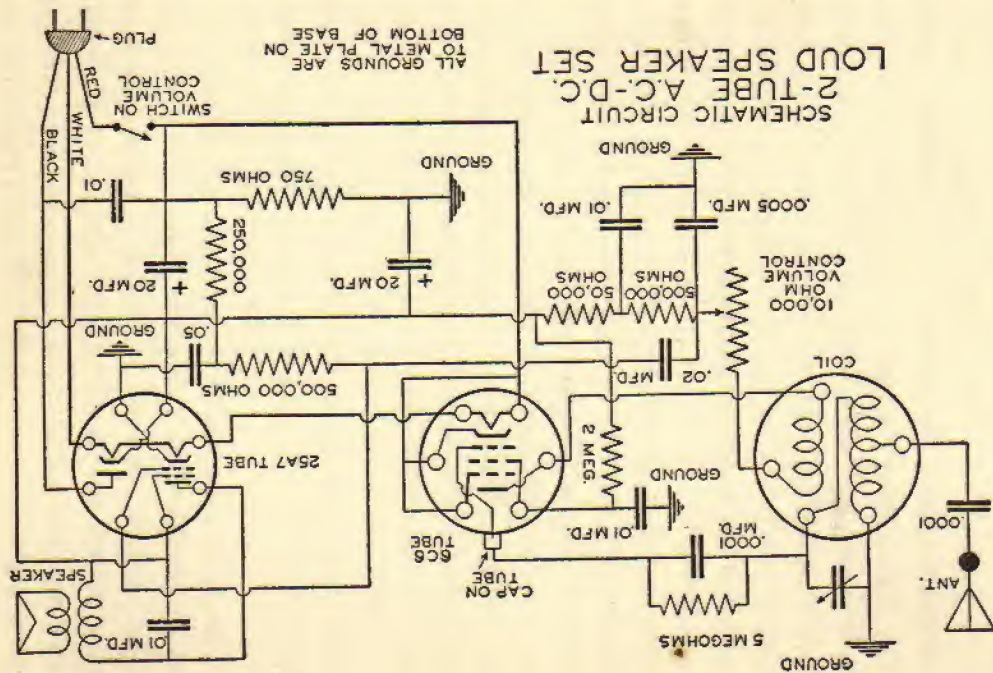 GROUND
5 MEGOHMS
.01 MFD.
SPEAKER
ANT.
.0001
.0001
MFD.
CAP ON
TUBE
6C6
TUBE
.01 MFD.
GROUND
2 MEG.
25A7 TUBE
COIL
.02
MFD.
500,000 OHMS
.05
GROUND
10,000
OHM
VOLUME
CONTROL
500,000
OHMS
50,000
OHMS
20 MFD.
+
20 MFD.
+
250,000
.0005 MFD.
.01 MFD.
750 OHMS
.01
GROUND
GROUND
SCHEMATIC CIRCUIT
2-TUBE A.C.-D.C.
LOUD SPEAKER SET
SWITCH ON
VOLUME
CONTROL
RED
WHITE
BLACK
ALL GROUNDS ARE
TO METAL PLATE ON
BOTTOM OF BASE
PLUG